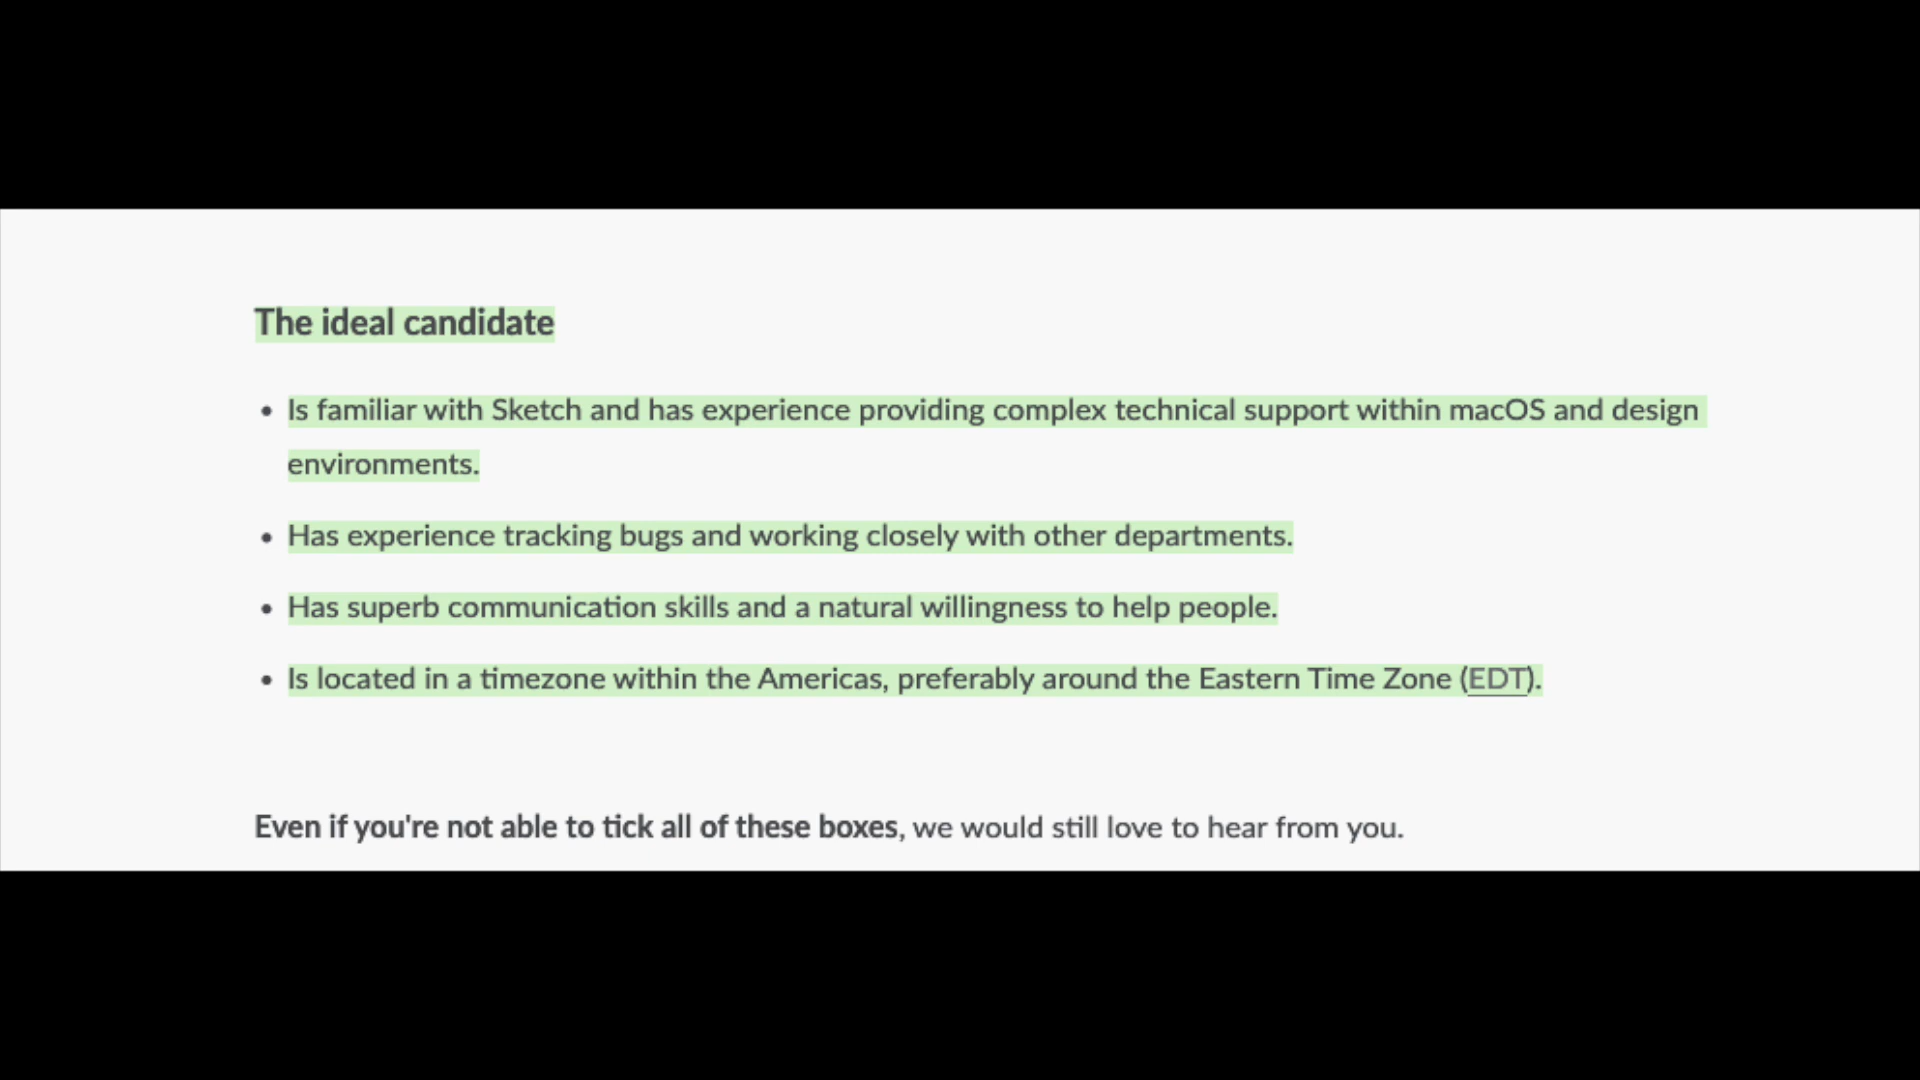 The ideal candidate
• Is familiar with Sketch and has experience providing complex technical support within macOS and design
environments.
• Has experience tracking bugs and working closely with other departments.
• Has superb communication skills and a natural willingness to help people.
• Is located in a timezone within the Americas, preferably around the Eastern Time Zone (EDT).
Even if you're not able to tick all of these boxes, we would still love to hear from you.